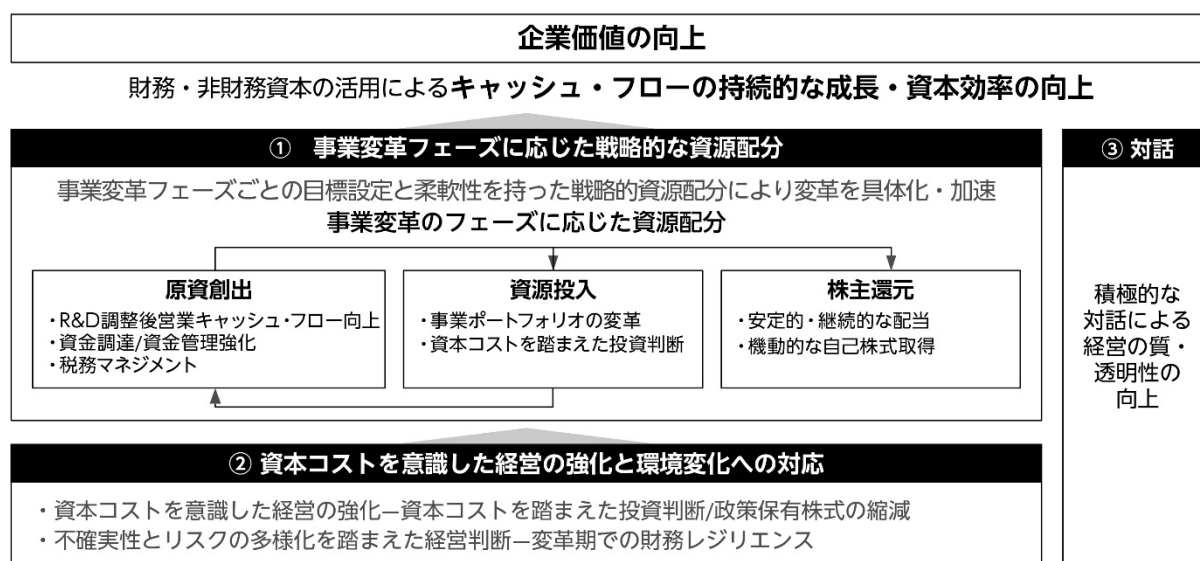 企業価値の向上
財務・非財務資本の活用によるキャッシュ・フローの持続的な成長・資本効率の向上
① 事業変革フェーズに応じた戦略的な資源配分
事業変革フェーズごとの目標設定と柔軟性を持った戦略的資源配分により変革を具体化・加速
事業変革のフェーズに応じた資源配分
原資創出
・R&D調整後営業キャッシュ・フロー向上
・資金調達/資金管理強化
・税務マネジメント
資源投入
・事業ポートフォリオの変革
・資本コストを踏まえた投資判断
株主還元
・安定的・継続的な配当
・機動的な自己株式取得
② 資本コストを意識した経営の強化と環境変化への対応
・資本コストを意識した経営の強化―資本コストを踏まえた投資判断/政策保有株式の縮減
・不確実性とリスクの多様化を踏まえた経営判断―変革期での財務レジリエンス
③ 対話
積極的な
対話による
経営の質・
透明性の
向上